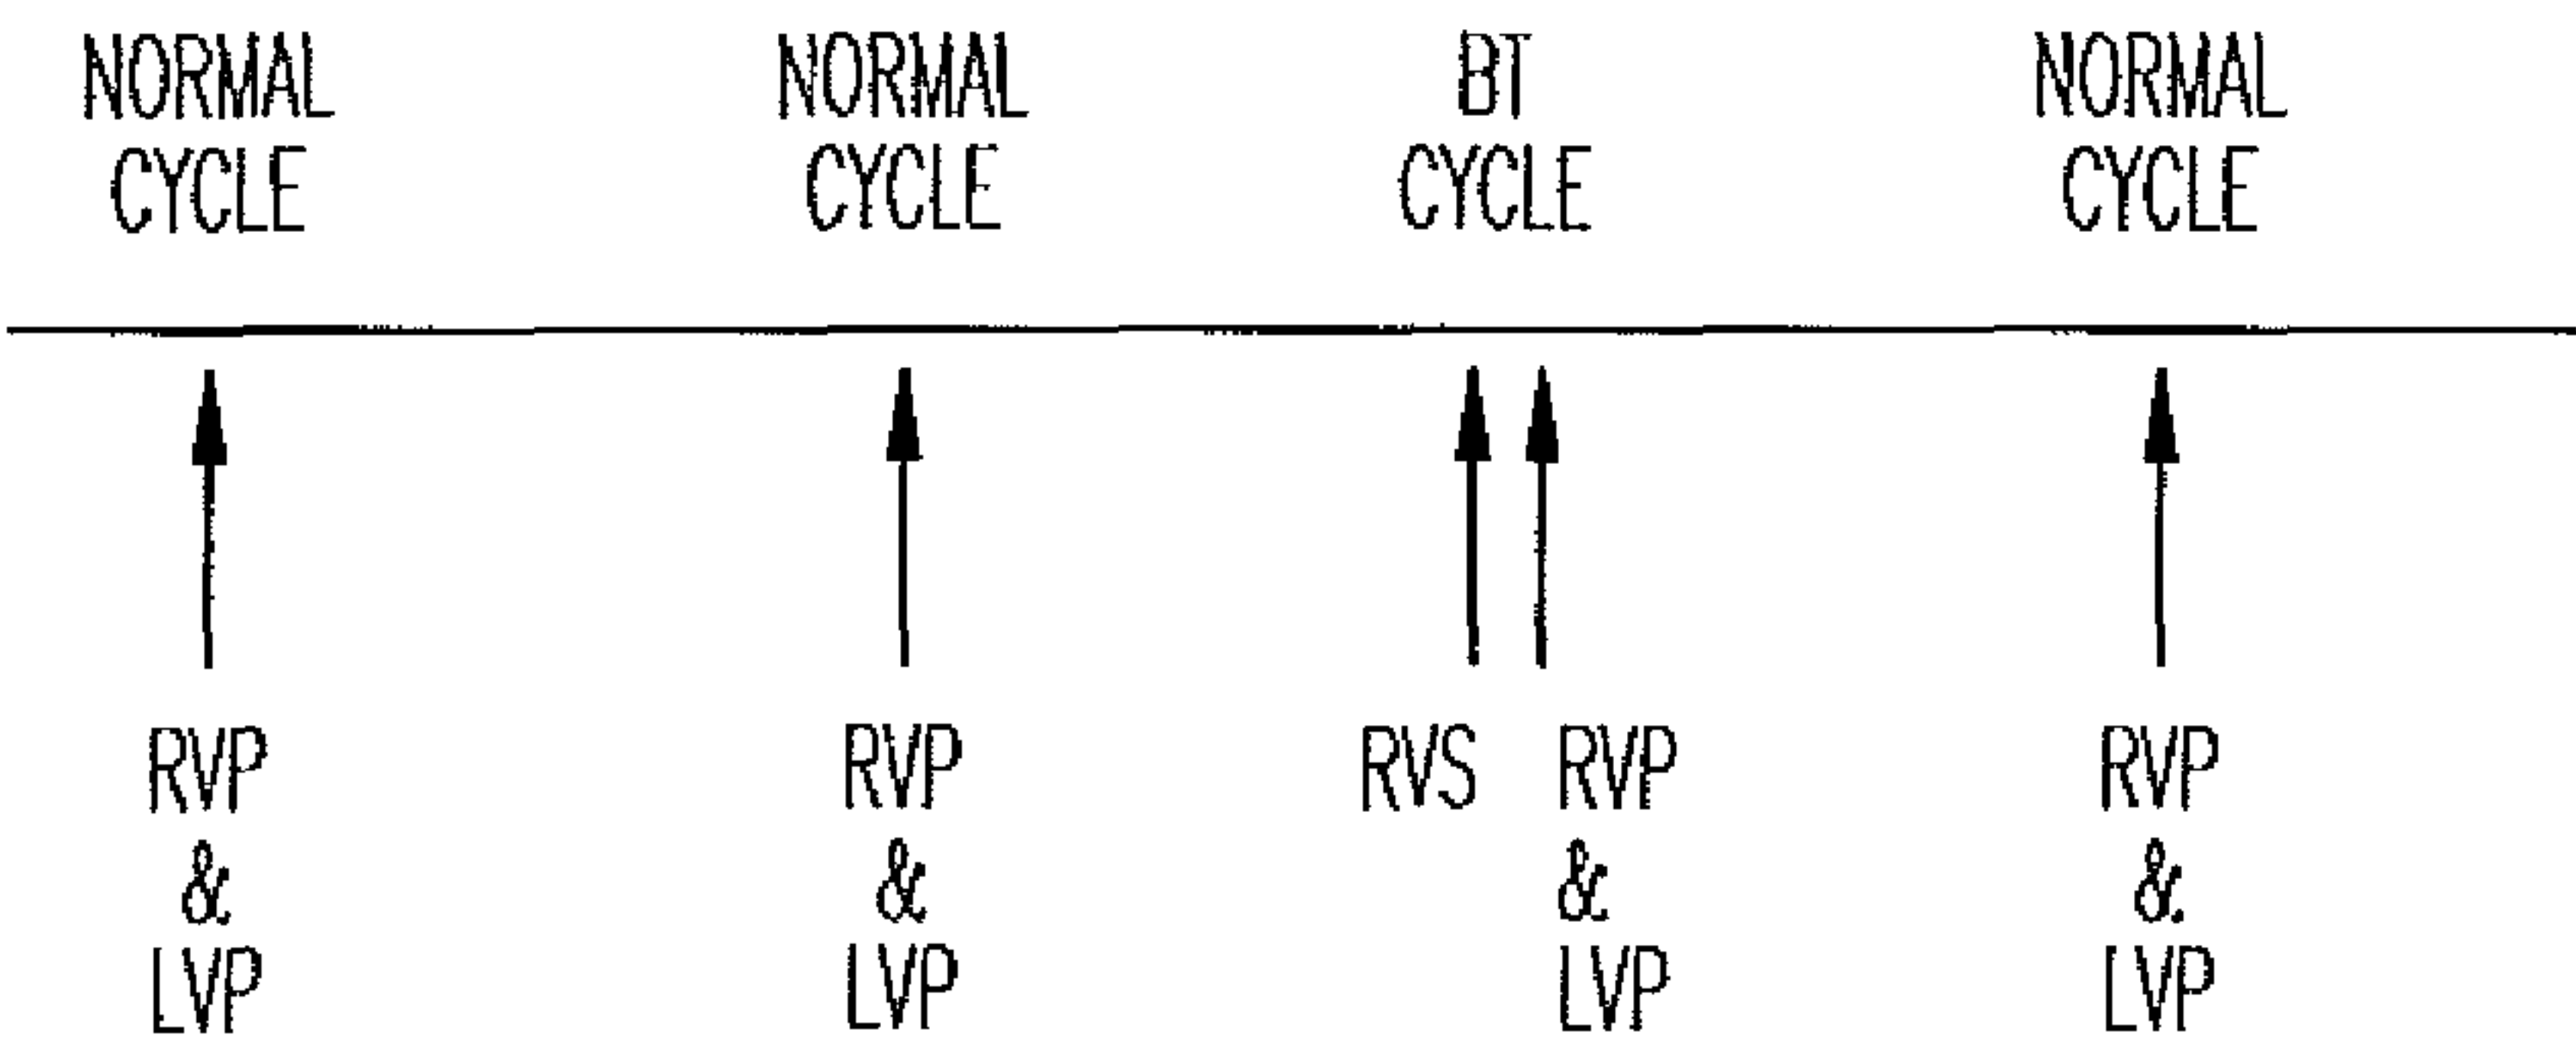 NORMAL
CYCLE
NORMAL
CYCLE
BT
CYCLE
NORMAL
CYCLE
RVP
&
LVP
RVP
&
LVP
RVS
RVP
&
LVP
RVP
&
LVP